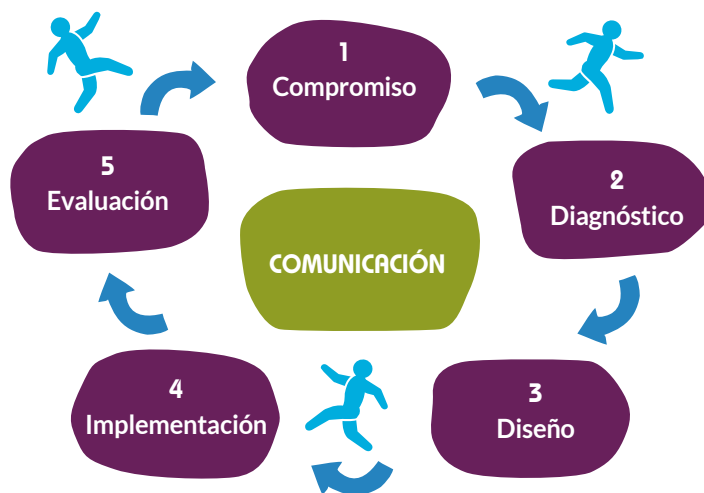 1
Compromiso
2
Diagnóstico
3
Diseño
4
Implementación
5
Evaluación
COMUNICACIÓN